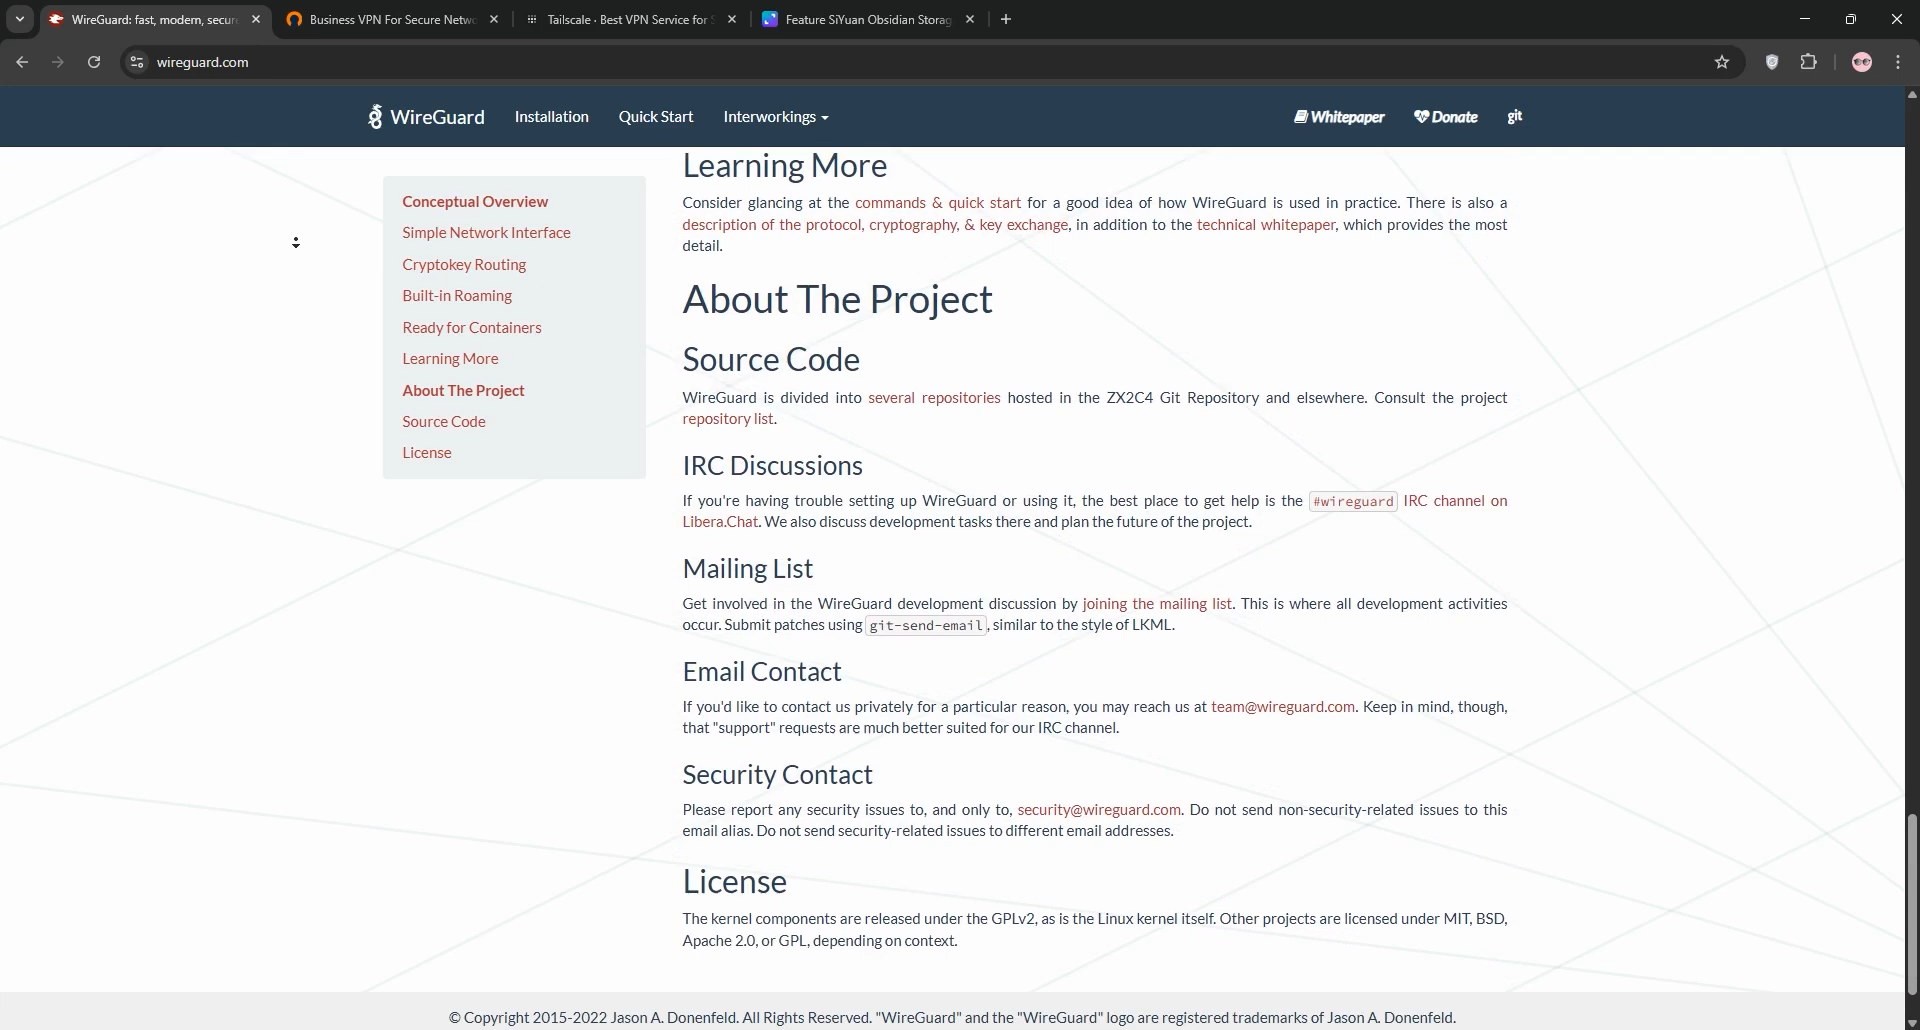 WireGuard: fast, modern, secure
Business VPN For Secure Netwo
Tailscale · Best VPN Service for S
Feature SiYuan Obsidian Storag
wireguard.com
WireGuard
Installation
Quick Start
Interworkings
Whitepaper
Donate
git
Conceptual Overview
Simple Network Interface
Cryptokey Routing
Built-in Roaming
Ready for Containers
Learning More
About The Project
Source Code
License
Learning More
Consider glancing at the commands & quick start for a good idea of how WireGuard is used in practice. There is also a
description of the protocol, cryptography, & key exchange, in addition to the technical whitepaper, which provides the most
detail.
About The Project
Source Code
WireGuard is divided into several repositories hosted in the ZX2C4 Git Repository and elsewhere. Consult the project
repository list.
IRC Discussions
If you're having trouble setting up WireGuard or using it, the best place to get help is the #wireguard IRC channel on
Libera.Chat. We also discuss development tasks there and plan the future of the project.
Mailing List
Get involved in the WireGuard development discussion by joining the mailing list. This is where all development activities
occur. Submit patches using git-send-email, similar to the style of LKML.
Email Contact
If you'd like to contact us privately for a particular reason, you may reach us at team@wireguard.com. Keep in mind, though,
that "support" requests are much better suited for our IRC channel.
Security Contact
Please report any security issues to, and only to, security@wireguard.com. Do not send non-security-related issues to this
email alias. Do not send security-related issues to different email addresses.
License
The kernel components are released under the GPLv2, as is the Linux kernel itself. Other projects are licensed under MIT, BSD,
Apache 2.0, or GPL, depending on context.
© Copyright 2015-2022 Jason A. Donenfeld. All Rights Reserved. "WireGuard" and the "WireGuard" logo are registered trademarks of Jason A. Donenfeld.